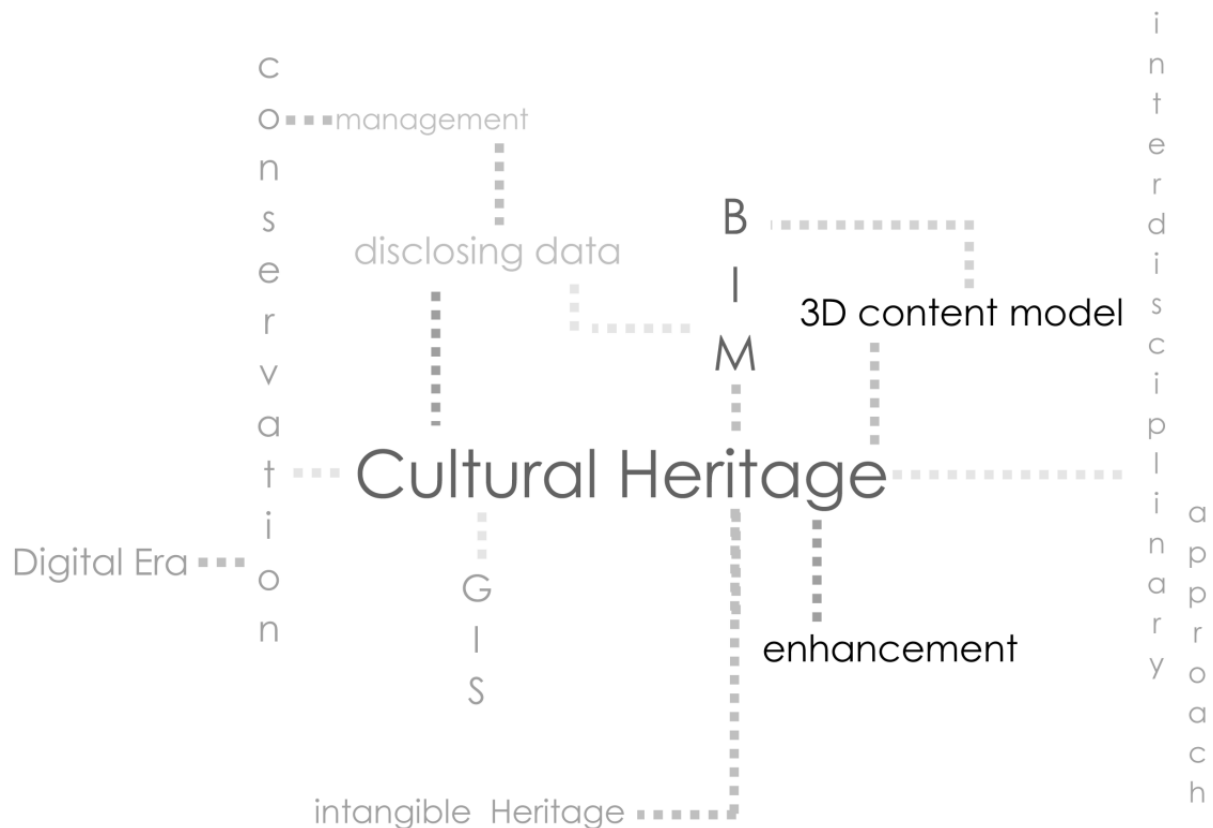 conservation
management
disclosing data
BIM
3D content model
interdisciplinary
approach
Cultural Heritage
Digital Era
GIS
enhancement
intangible Heritage